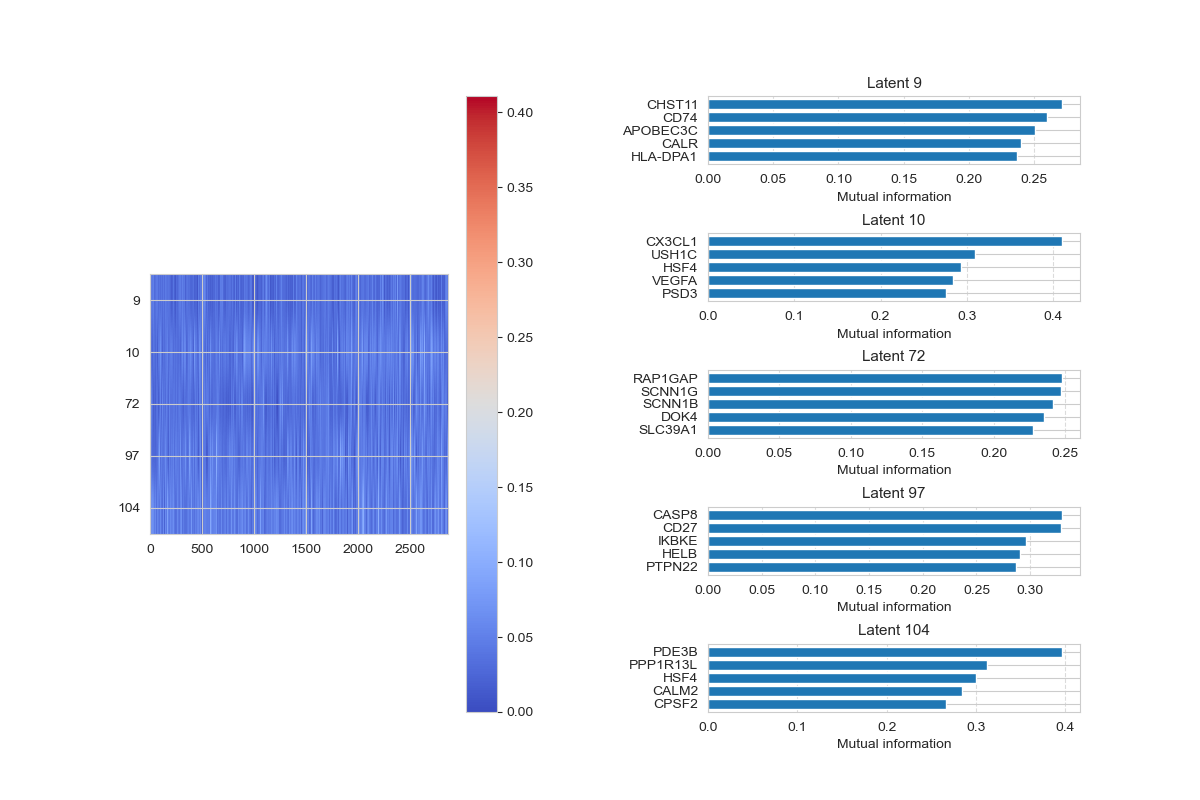 9
10
72
97
104
0 500 1000 1500 2000 2500
0.40
0.35
0.30
0.25
0.20
0.15
0.10
0.05
0.00
Latent 9
CHST11
CD74
APOBEC3C
CALR
HLA-DPA1
0.00 0.05 0.10 0.15 0.20 0.25
Mutual information
Latent 10
CX3CL1
USH1C
HSF4
VEGFA
PSD3
0.0 0.1 0.2 0.3 0.4
Mutual information
Latent 72
RAP1GAP
SCNN1G
SCNN1B
DOK4
SLC39A1
0.00 0.05 0.10 0.15 0.20 0.25
Mutual information
Latent 97
CASP8
CD27
IKBKE
HELB
PTPN22
0.00 0.05 0.10 0.15 0.20 0.25 0.30
Mutual information
Latent 104
PDE3B
PPP1R13L
HSF4
CALM2
CPSF2
0.0 0.1 0.2 0.3 0.4
Mutual information